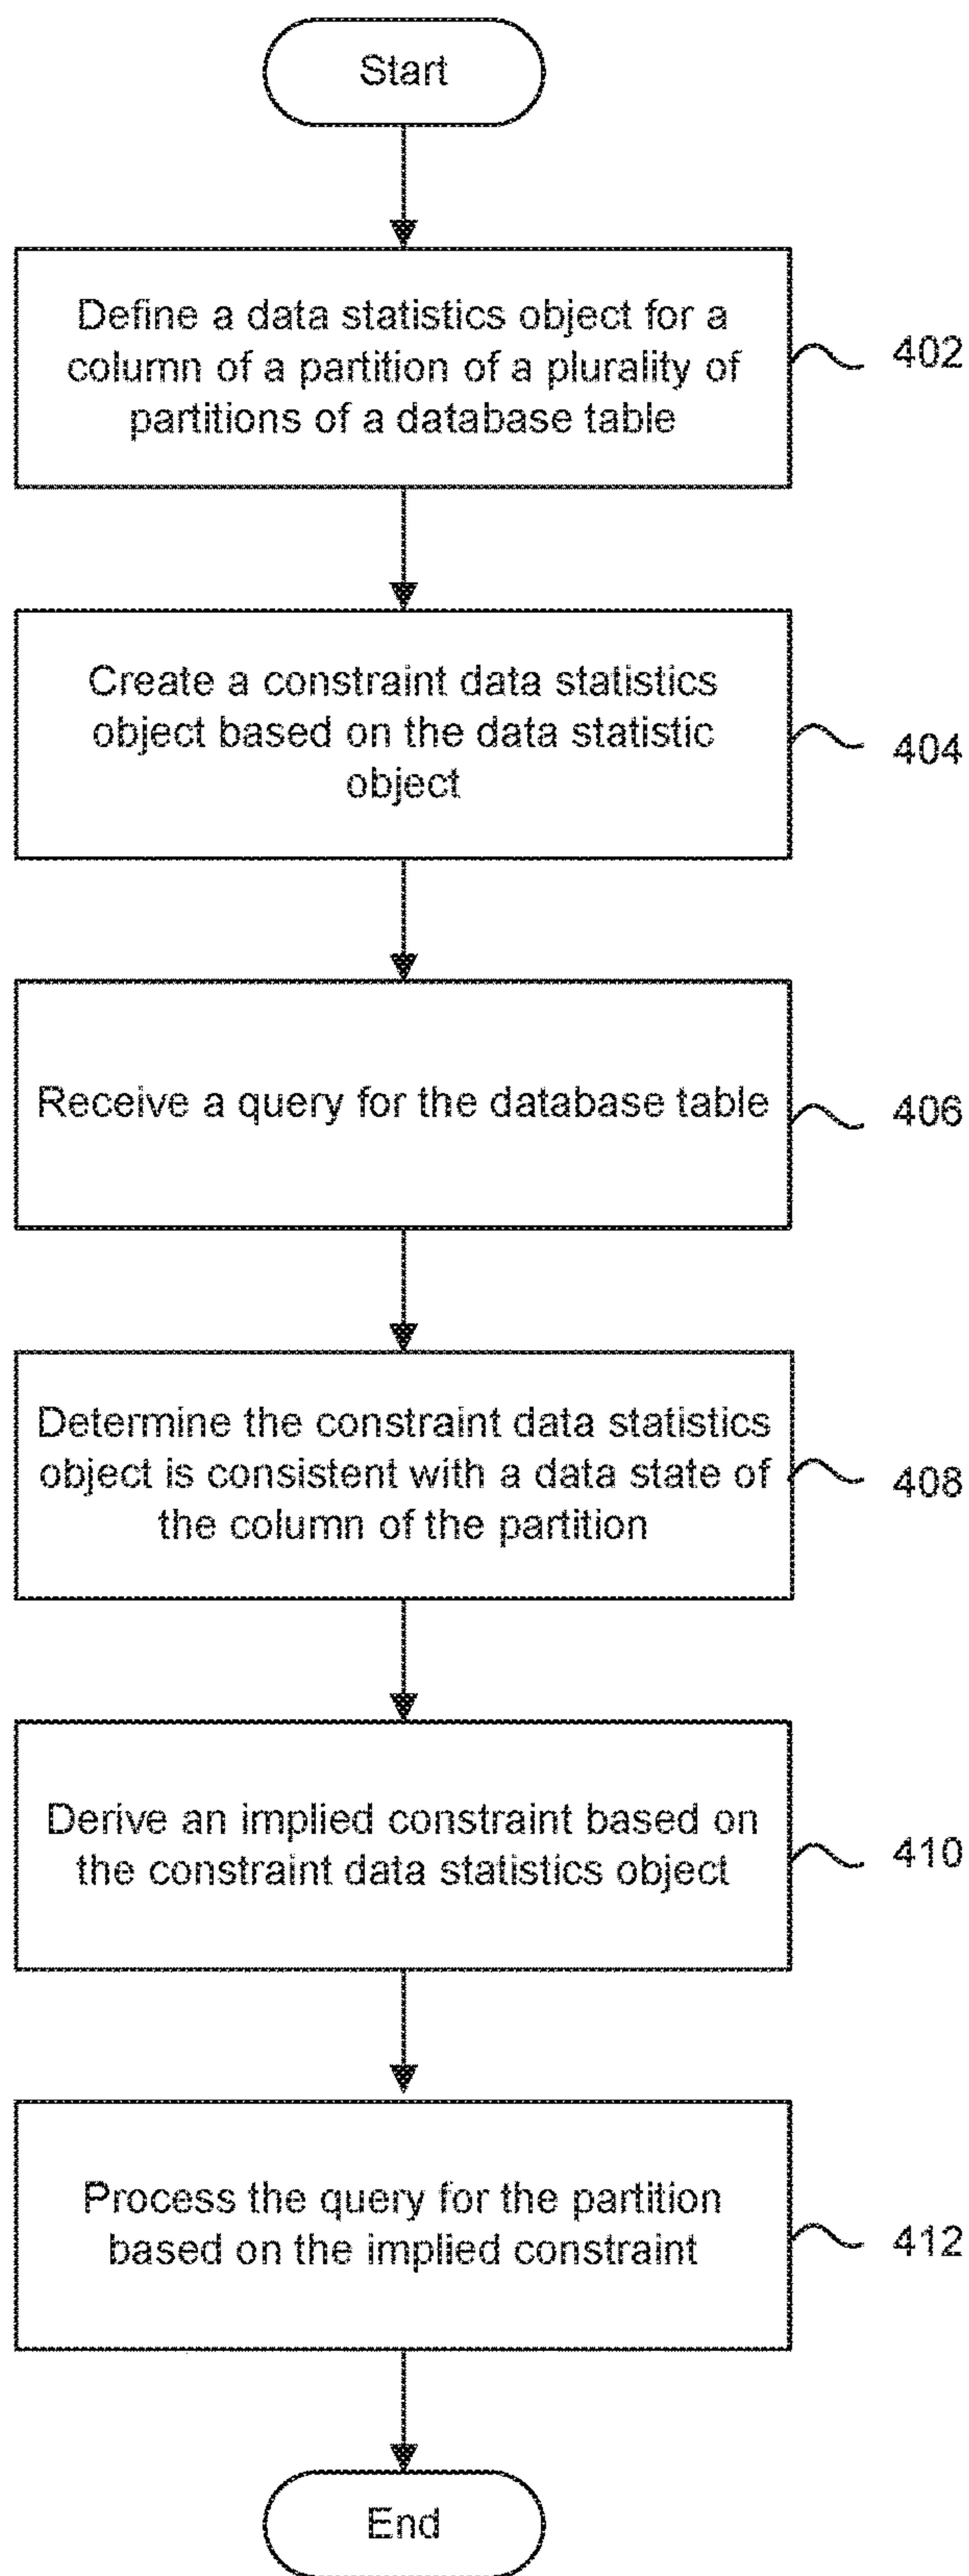 Start
Define a data statistics object for a
column of a partition of a plurality of
partitions of a database table
402
Create a constraint data statistics
object based on the data statistic
object
404
Receive a query for the database table
406
Determine the constraint data statistics
object is consistent with a data state of
the column of the partition
408
Derive an implied constraint based on
the constraint data statistics object
410
Process the query for the partition
based on the implied constraint
412
End